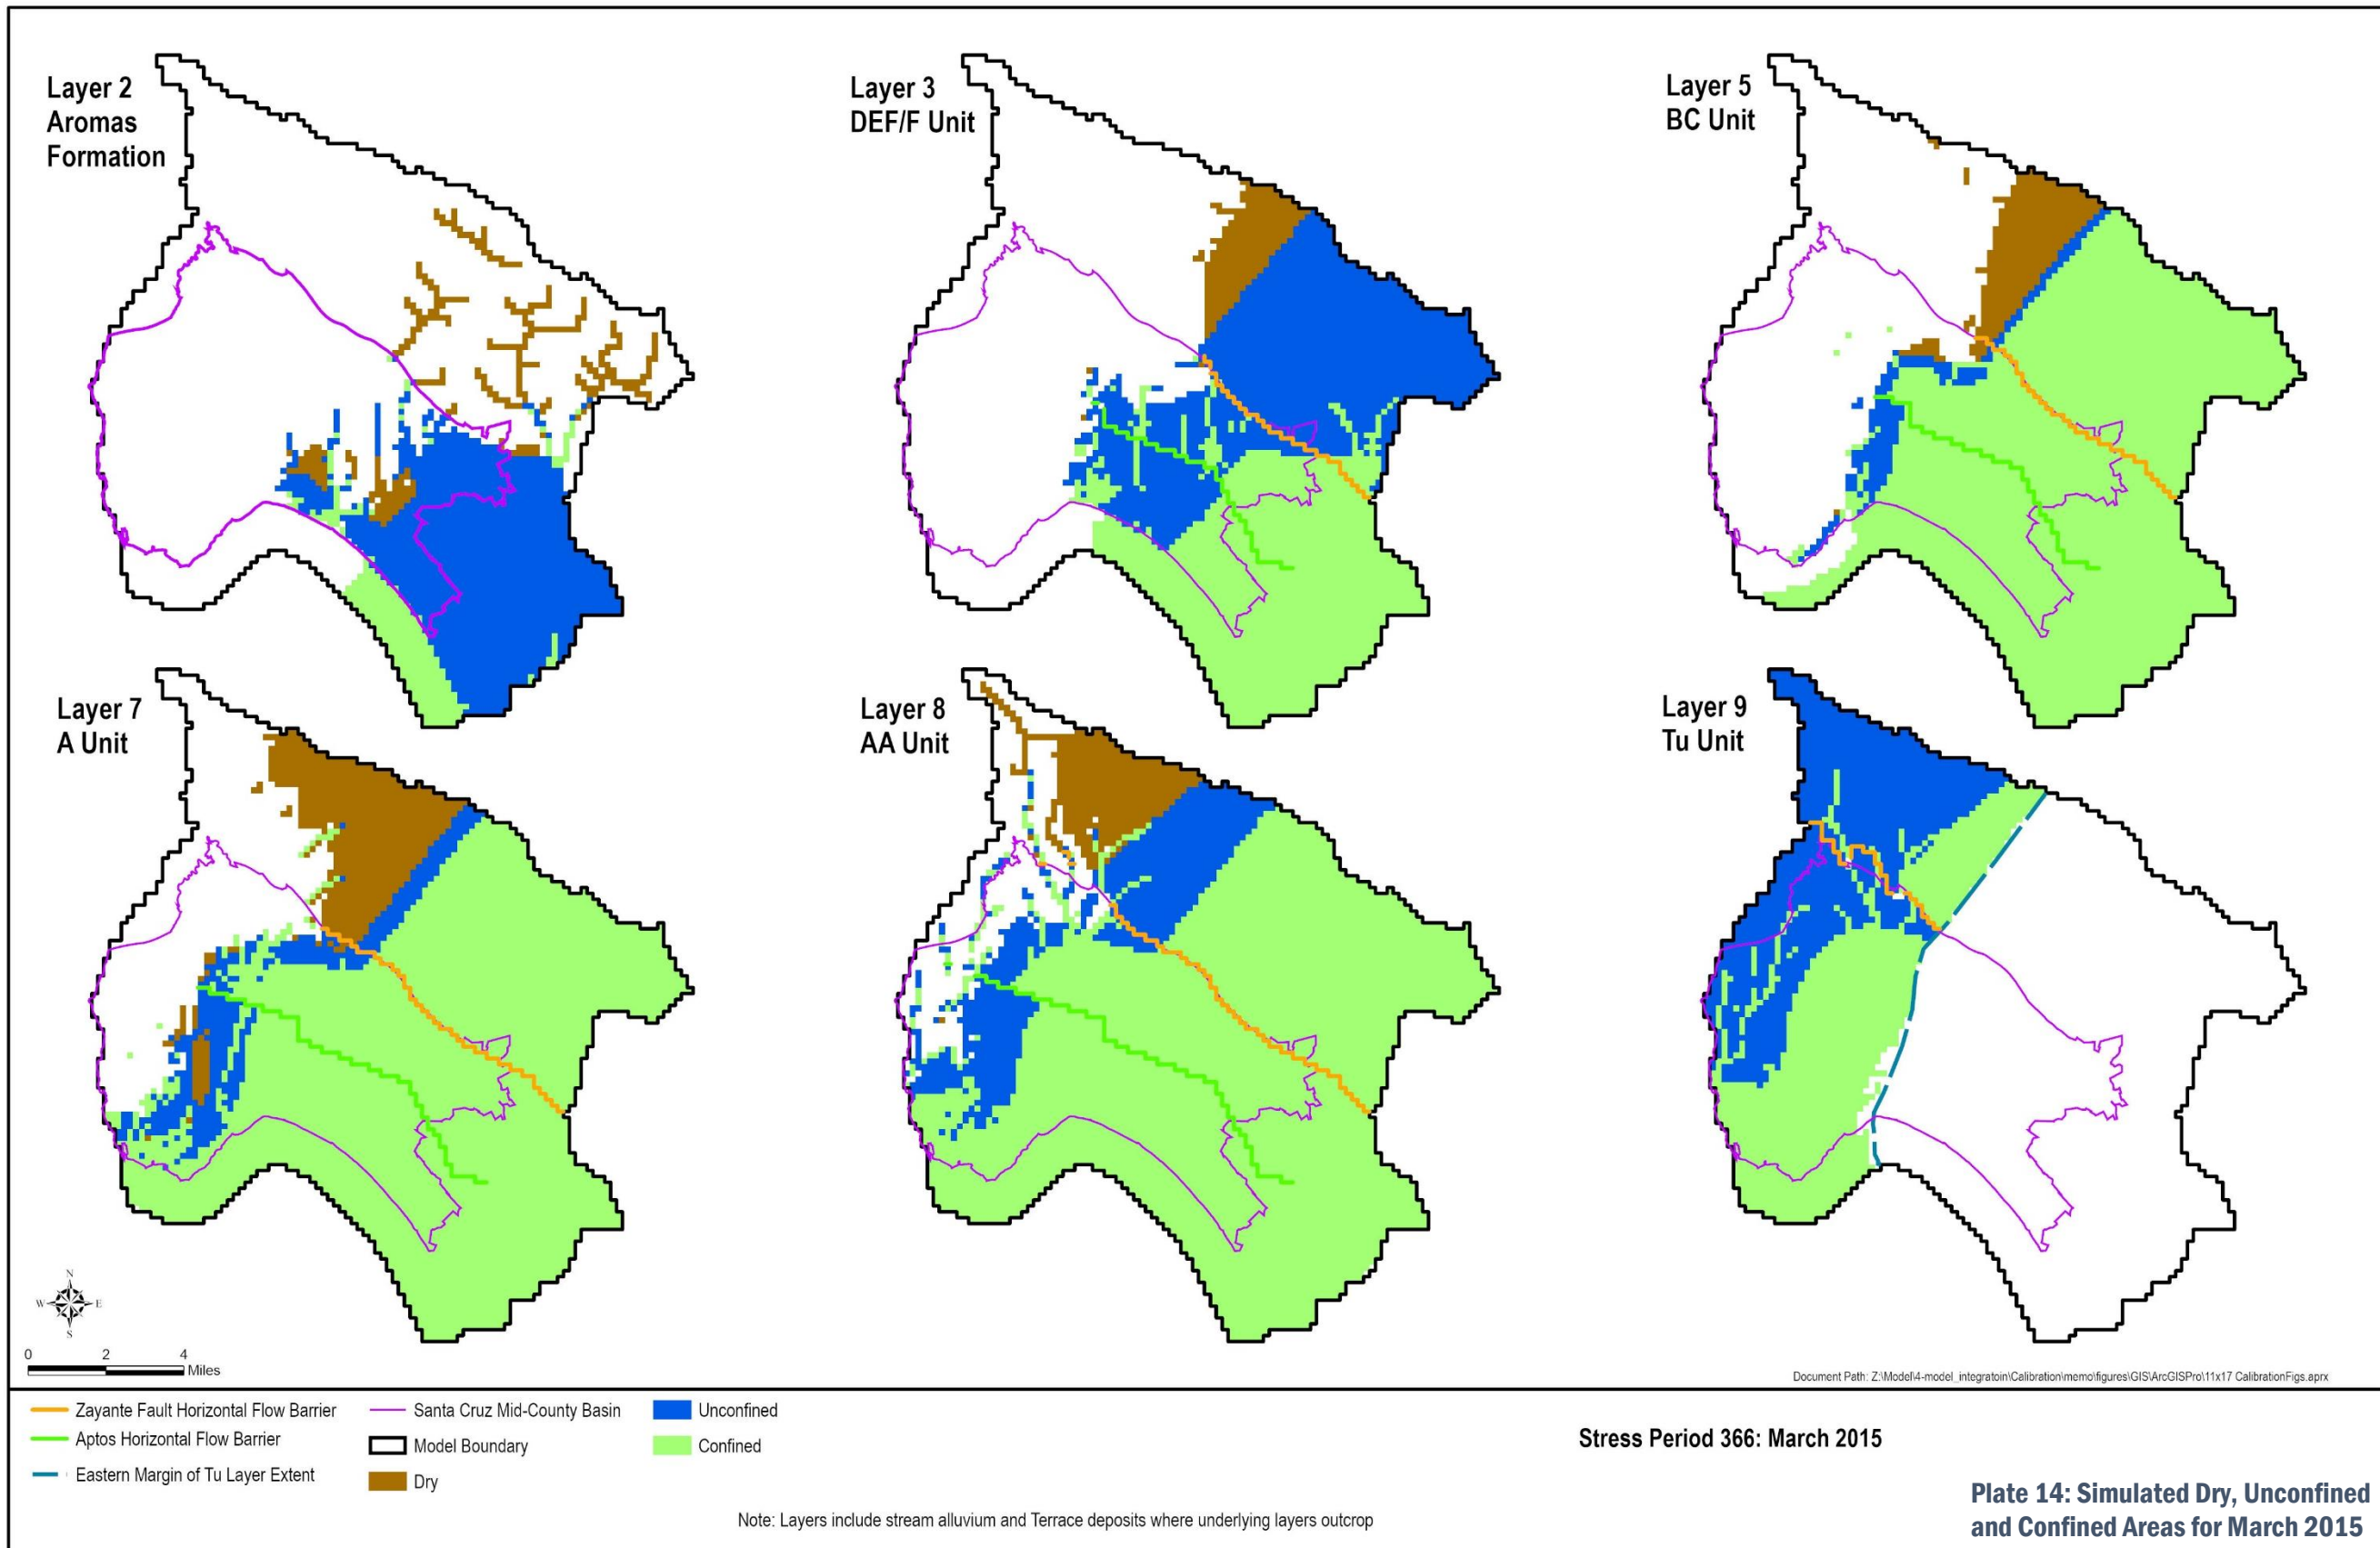 Layer 2
Aromas
Formation
Layer 3
DEF/F Unit
Layer 5
BC Unit
Layer 7
A Unit
Layer 8
AA Unit
Layer 9
Tu Unit
N
W E
S
0 2 4
Miles
Document Path: Z:\Model\4-model_integratoin\Calibration\memo\figures\GIS\ArcGISPro\11x17 CalibrationFigs.aprx
Zayante Fault Horizontal Flow Barrier
Aptos Horizontal Flow Barrier
Eastern Margin of Tu Layer Extent
Santa Cruz Mid-County Basin
Model Boundary
Dry
Unconfined
Confined
Stress Period 366: March 2015
Note: Layers include stream alluvium and Terrace deposits where underlying layers outcrop
Plate 14: Simulated Dry, Unconfined
and Confined Areas for March 2015